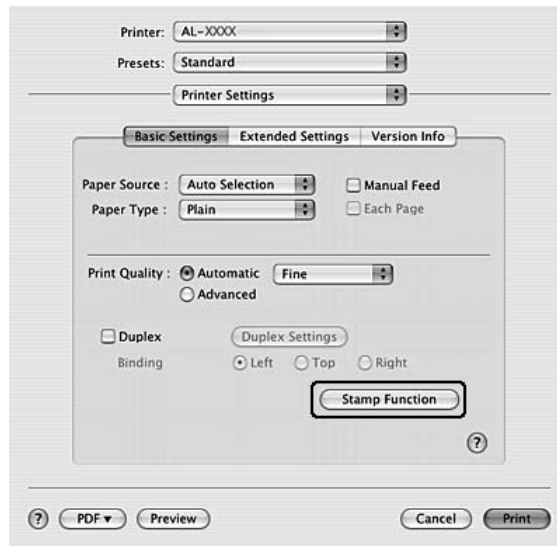 Printer: AL-XXXX
Presets: Standard
Printer Settings
Basic Settings Extended Settings Version Info
Paper Source : Auto Selection Manual Feed
Paper Type : Plain Each Page
Print Quality : Automatic Fine
Advanced
Duplex Duplex Settings
Binding Left Top Right
Stamp Function
?
? PDF▼ Preview Cancel Print